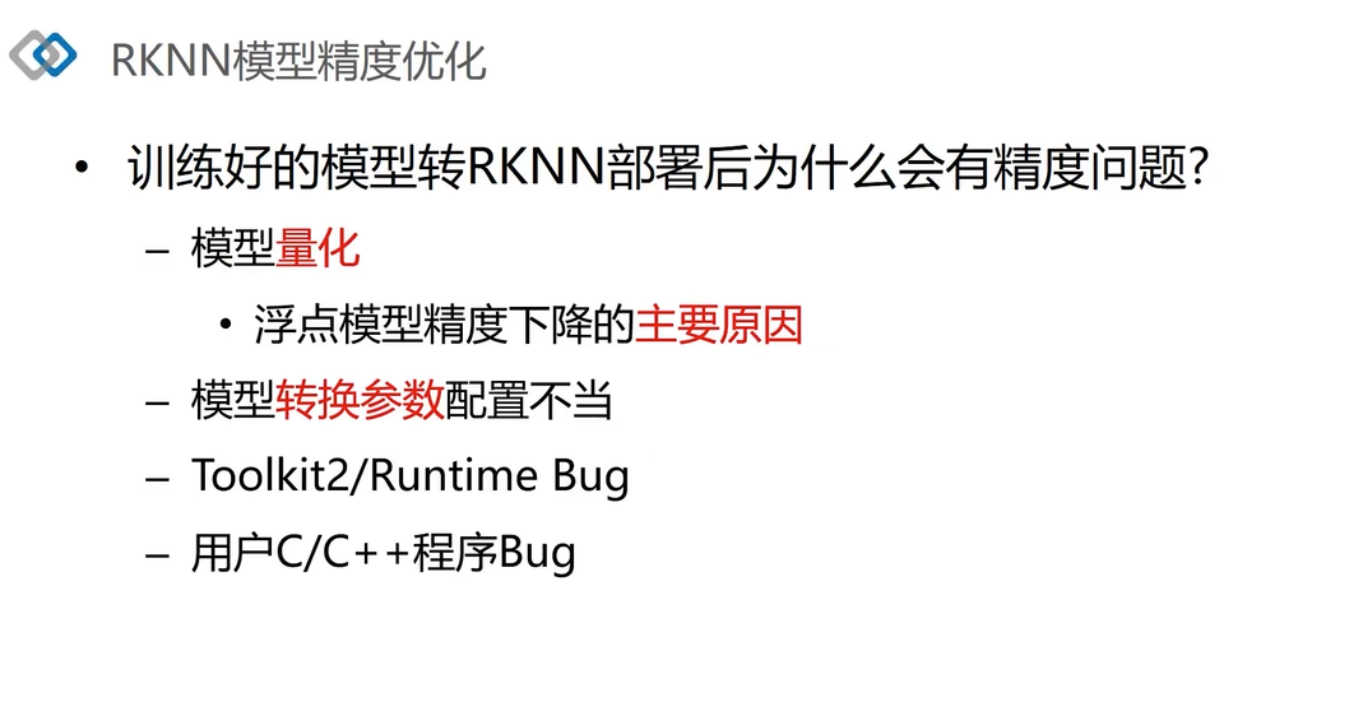 RKNN模型精度优化
• 训练好的模型转RKNN部署后为什么会有精度问题?
– 模型量化
• 浮点模型精度下降的主要原因
– 模型转换参数配置不当
– Toolkit2/Runtime Bug
– 用户C/C++程序Bug